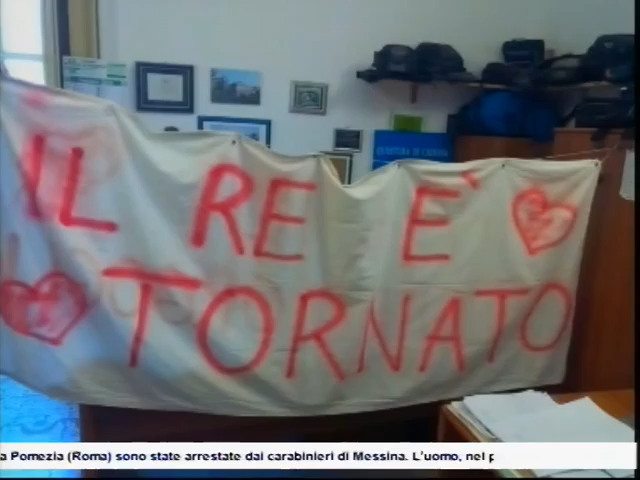 IL RE È
TORNATO
a Pomezia (Roma) sono state arrestate dai carabinieri di Messina. L'uomo, nel